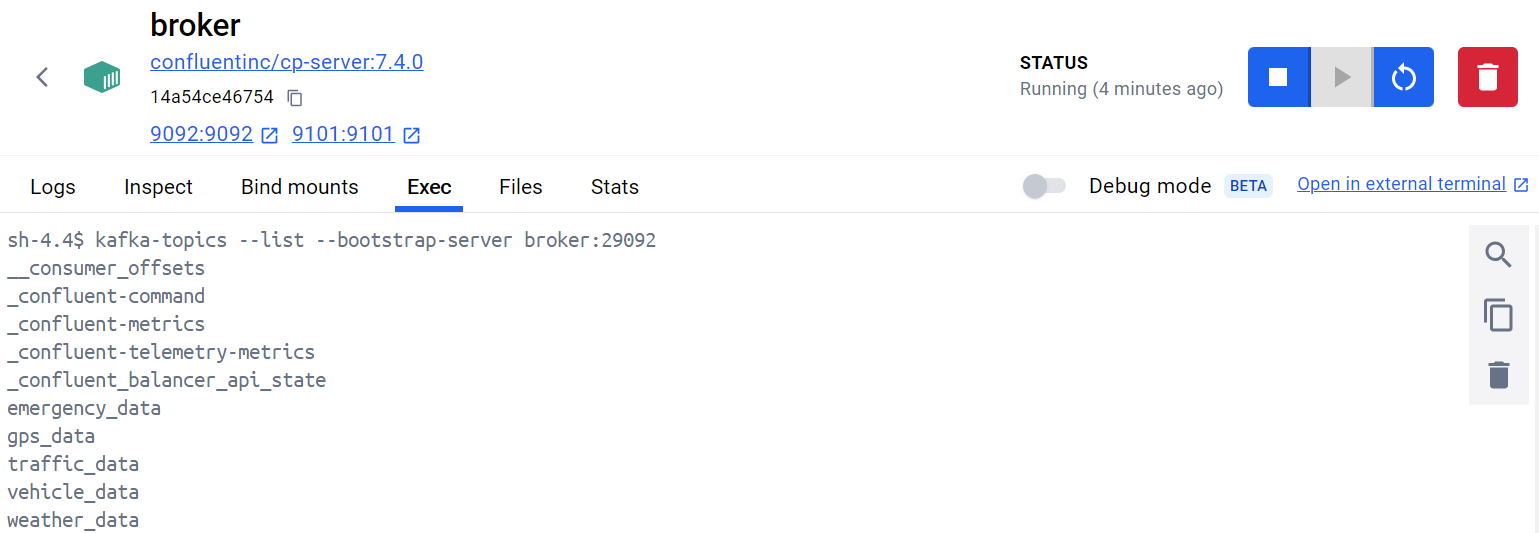 broker
confluentinc/cp-server:7.4.0
14a54ce46754
9092:9092 9101:9101
STATUS
Running (4 minutes ago)
Logs Inspect Bind mounts Exec Files Stats Debug mode BETA Open in external terminal
sh-4.4$ kafka-topics --list --bootstrap-server broker:29092
__consumer_offsets
_confluent-command
_confluent-metrics
_confluent-telemetry-metrics
_confluent_balancer_api_state
emergency_data
gps_data
traffic_data
vehicle_data
weather_data